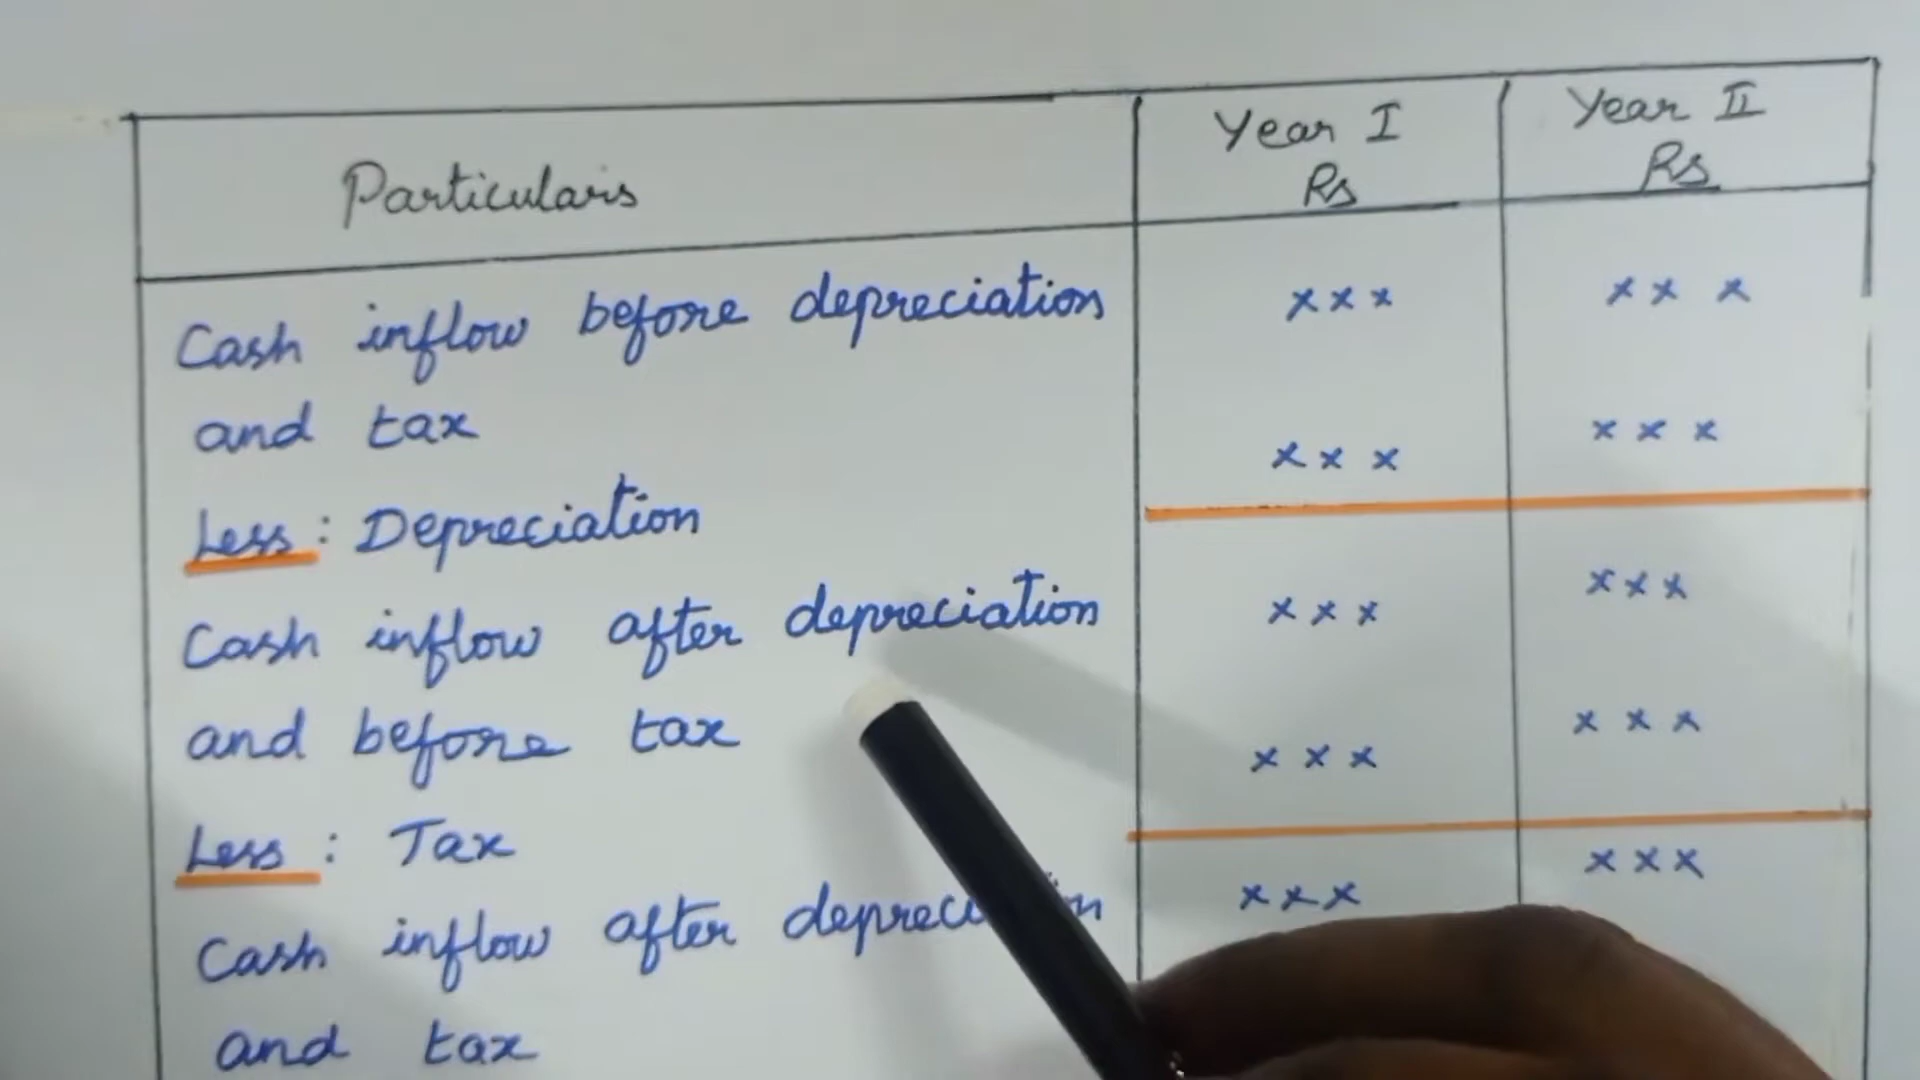 Particulars Year I Year II
Rs Rs
Cash inflow before depreciation xxx xxx
and tax
Less: Depreciation xxx xxx
Cash inflow after depreciation xxx xxx
and before tax
Less: Tax xxx xxx
Cash inflow after xxx xxx
and tax